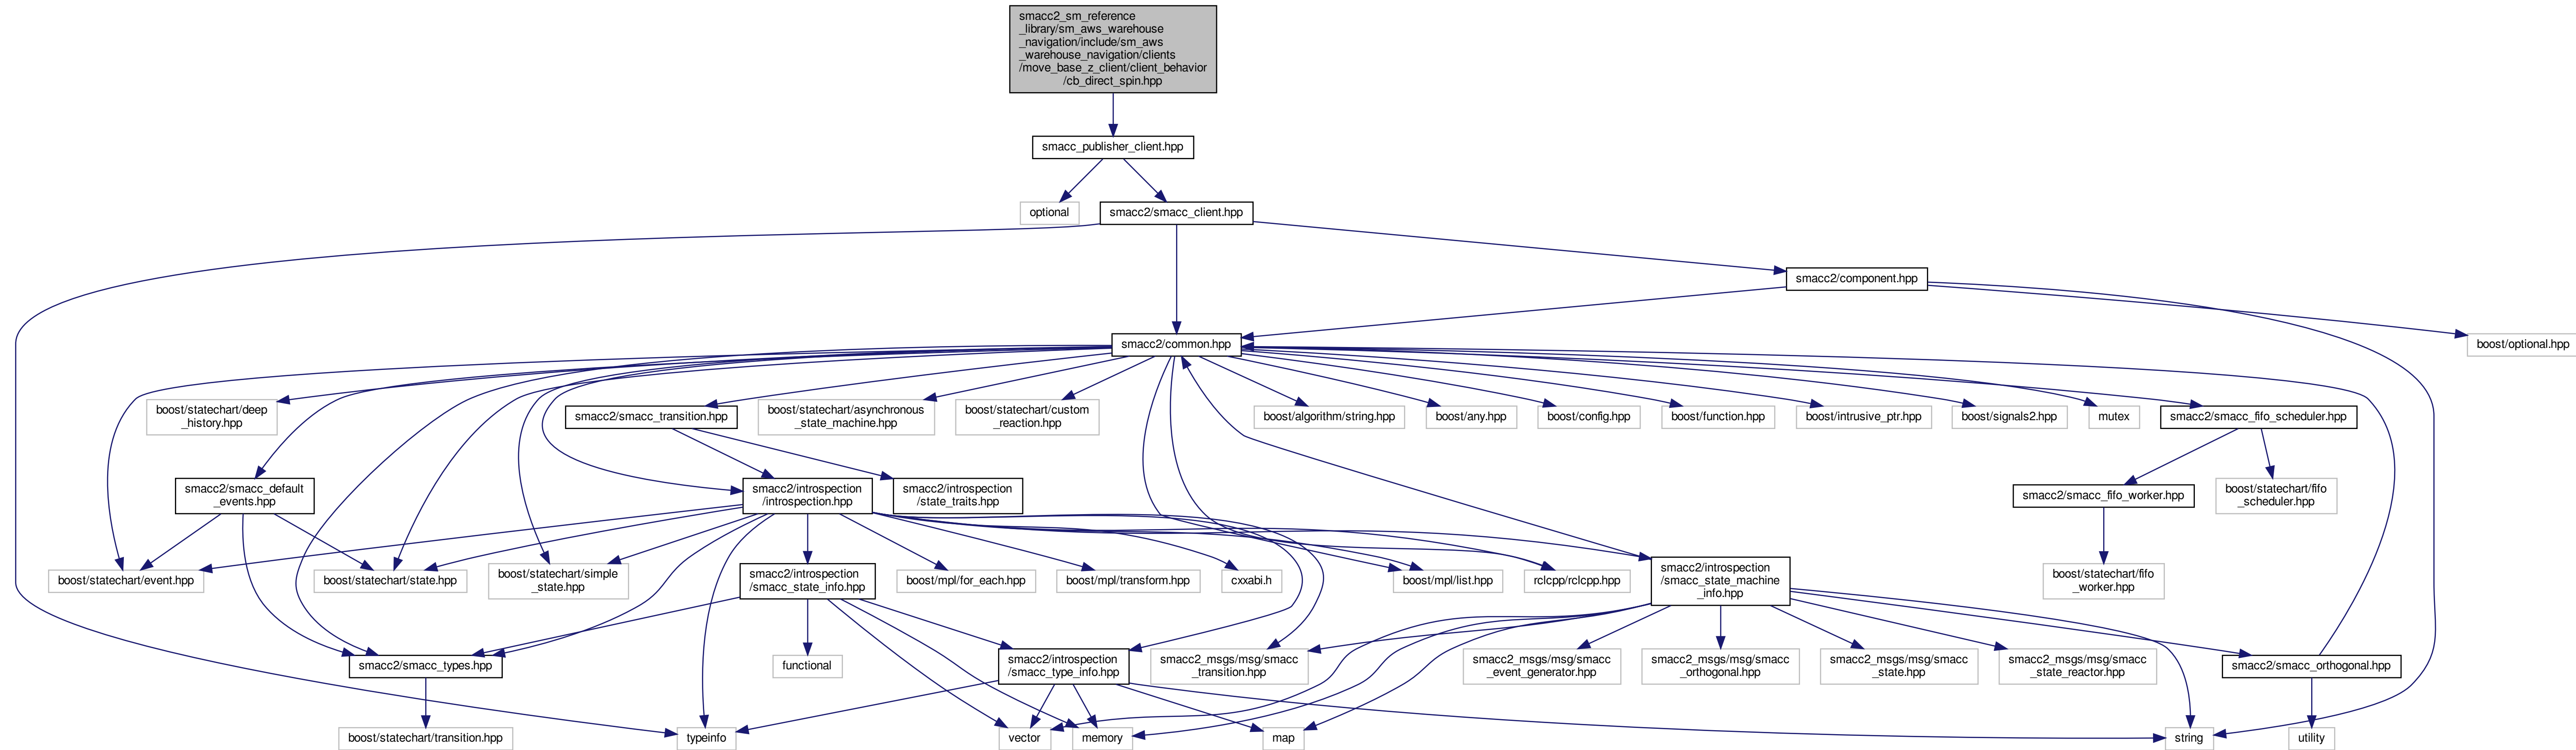 smacc2_sm_reference
_library/sm_aws_warehouse
_navigation/include/sm_aws
_warehouse_navigation/clients
/move_base_z_client/client_behavior
/cb_direct_spin.hpp
smacc_publisher_client.hpp
optional
smacc2/smacc_client.hpp
smacc2/component.hpp
smacc2/common.hpp
boost/optional.hpp
boost/statechart/deep
_history.hpp
smacc2/smacc_transition.hpp
boost/statechart/asynchronous
_state_machine.hpp
boost/statechart/custom
_reaction.hpp
boost/algorithm/string.hpp
boost/any.hpp
boost/config.hpp
boost/function.hpp
boost/intrusive_ptr.hpp
boost/signals2.hpp
mutex
smacc2/smacc_fifo_scheduler.hpp
smacc2/smacc_default
_events.hpp
smacc2/introspection
/introspection.hpp
smacc2/introspection
/state_traits.hpp
smacc2/smacc_fifo_worker.hpp
boost/statechart/fifo
_scheduler.hpp
boost/statechart/event.hpp
boost/statechart/state.hpp
boost/statechart/simple
_state.hpp
smacc2/introspection
/smacc_state_info.hpp
boost/mpl/for_each.hpp
boost/mpl/transform.hpp
cxxabi.h
boost/mpl/list.hpp
rclcpp/rclcpp.hpp
smacc2/introspection
/smacc_state_machine
_info.hpp
boost/statechart/fifo
_worker.hpp
smacc2/smacc_types.hpp
functional
smacc2/introspection
/smacc_type_info.hpp
smacc2_msgs/msg/smacc
_transition.hpp
smacc2_msgs/msg/smacc
_event_generator.hpp
smacc2_msgs/msg/smacc
_orthogonal.hpp
smacc2_msgs/msg/smacc
_state.hpp
smacc2_msgs/msg/smacc
_state_reactor.hpp
smacc2/smacc_orthogonal.hpp
boost/statechart/transition.hpp
typeinfo
vector
memory
map
string
utility